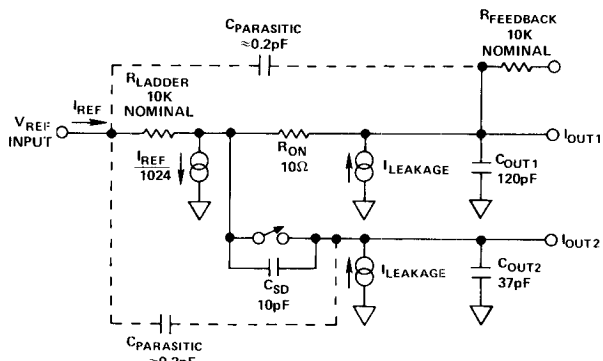 CPARASITIC
≈0.2pF
RFEEDBACK
10K
NOMINAL
RLADDER
10K
NOMINAL
IREF
VREF
INPUT
IOUT1
IREF
1024
RON
10Ω
ILEAKAGE
COUT1
120pF
IOUT2
CSD
10pF
ILEAKAGE
COUT2
37pF
CPARASITIC